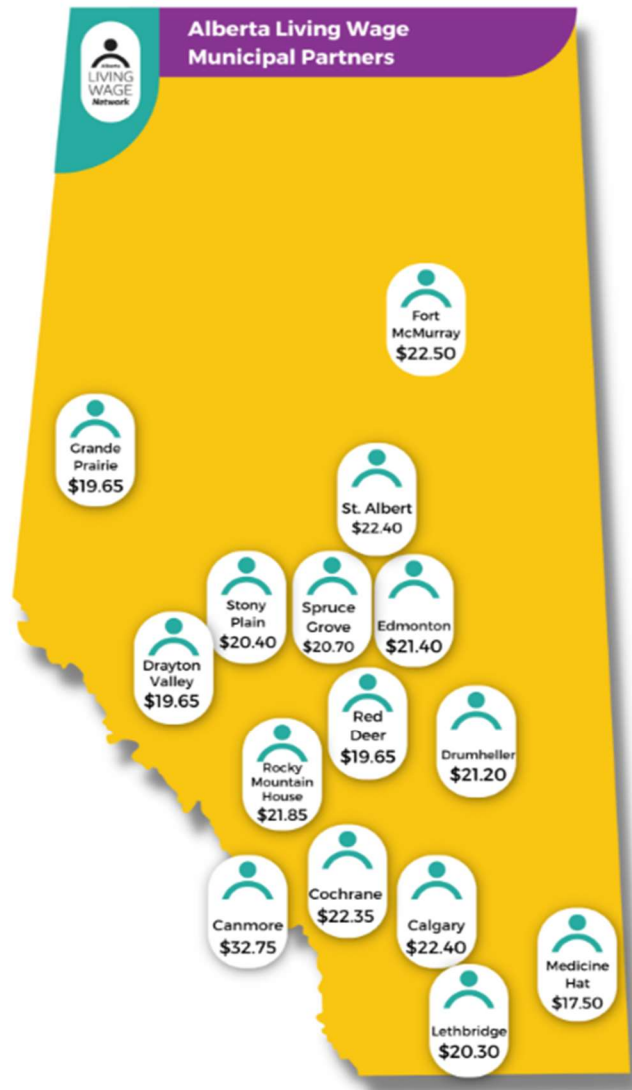 Alberta Living Wage
Municipal Partners
Alberta
LIVING
WAGE
Network
Fort
McMurray
$22.50
Grande
Prairie
$19.65
St. Albert
$22.40
Stony
Plain
$20.40
Spruce
Grove
$20.70
Edmonton
$21.40
Drayton
Valley
$19.65
Red
Deer
$19.65
Drumheller
$21.20
Rocky
Mountain
House
$21.85
Cochrane
$22.35
Canmore
$32.75
Calgary
$22.40
Medicine
Hat
$17.50
Lethbridge
$20.30